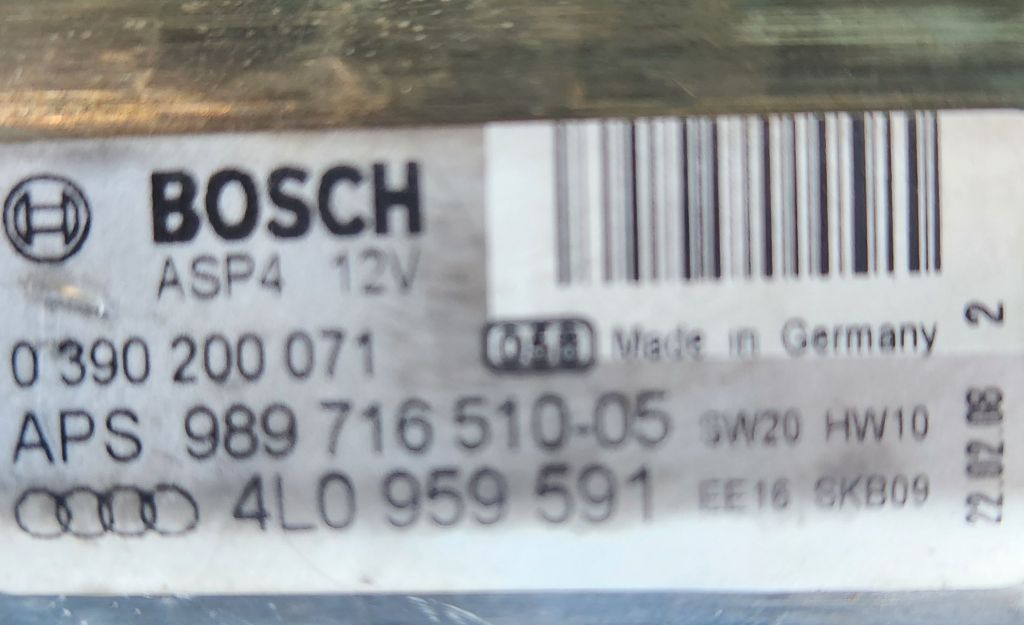 BOSCH
ASP4 12V
0 390 200 071
058 Made in Germany 2
APS 989 716 510-05 SW20 HW10
4L0 959 591 EE16 SKB09
22.02.06